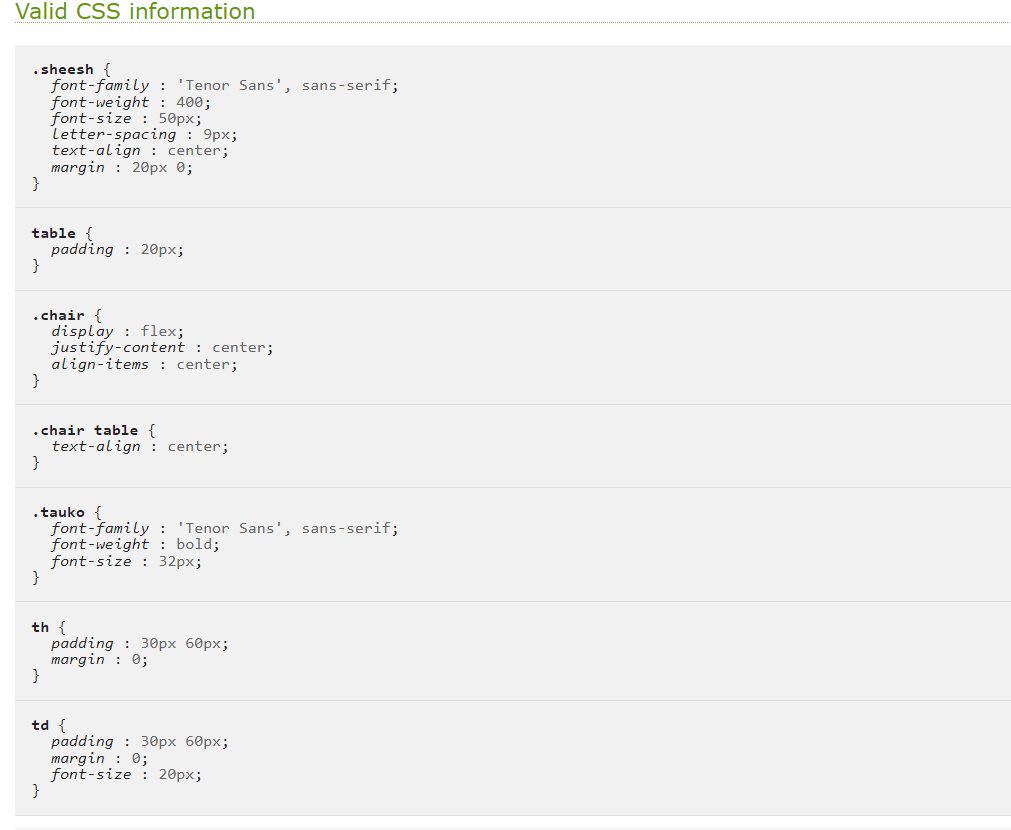 Valid CSS information
.sheesh {
font-family : 'Tenor Sans', sans-serif;
font-weight : 400;
font-size : 50px;
letter-spacing : 9px;
text-align : center;
margin : 20px 0;
}
table {
padding : 20px;
}
.chair {
display : flex;
justify-content : center;
align-items : center;
}
.chair table {
text-align : center;
}
.tauko {
font-family : 'Tenor Sans', sans-serif;
font-weight : bold;
font-size : 32px;
}
th {
padding : 30px 60px;
margin : 0;
}
td {
padding : 30px 60px;
margin : 0;
font-size : 20px;
}